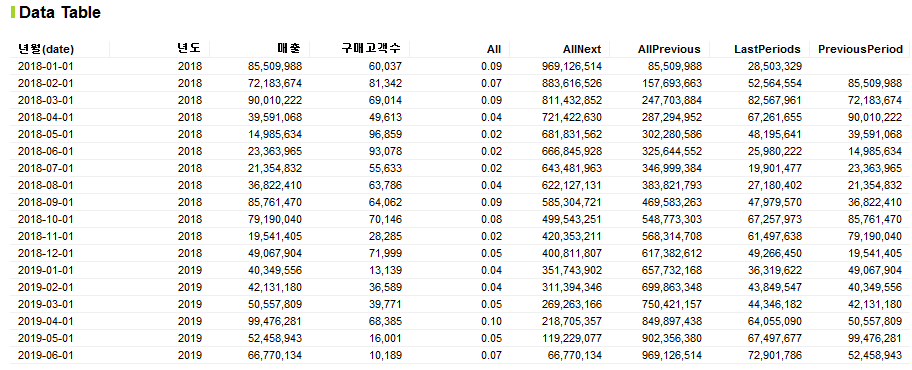 Data Table
년월(date) 년도 매출 구매고객수 All AllNext AllPrevious LastPeriods PreviousPeriod
2018-01-01 2018 85,509,988 60,037 0.09 969,126,514 85,509,988 28,503,329
2018-02-01 2018 72,183,674 81,342 0.07 883,616,526 157,693,663 52,564,554 85,509,988
2018-03-01 2018 90,010,222 69,014 0.09 811,432,852 247,703,884 82,567,961 72,183,674
2018-04-01 2018 39,591,068 49,613 0.04 721,422,630 287,294,952 67,261,655 90,010,222
2018-05-01 2018 14,985,634 96,859 0.02 681,831,562 302,280,586 48,195,641 39,591,068
2018-06-01 2018 23,363,965 93,078 0.02 666,845,928 325,644,552 25,980,222 14,985,634
2018-07-01 2018 21,354,832 55,633 0.02 643,481,963 346,999,384 19,901,477 23,363,965
2018-08-01 2018 36,822,410 63,786 0.04 622,127,131 383,821,793 27,180,402 21,354,832
2018-09-01 2018 85,761,470 64,062 0.09 585,304,721 469,583,263 47,979,570 36,822,410
2018-10-01 2018 79,190,040 70,146 0.08 499,543,251 548,773,303 67,257,973 85,761,470
2018-11-01 2018 19,541,405 28,285 0.02 420,353,211 568,314,708 61,497,638 79,190,040
2018-12-01 2018 49,067,904 71,999 0.05 400,811,807 617,382,612 49,266,450 19,541,405
2019-01-01 2019 40,349,556 13,139 0.04 351,743,902 657,732,168 36,319,622 49,067,904
2019-02-01 2019 42,131,180 36,589 0.04 311,394,346 699,863,348 43,849,547 40,349,556
2019-03-01 2019 50,557,809 39,771 0.05 269,263,166 750,421,157 44,346,182 42,131,180
2019-04-01 2019 99,476,281 68,385 0.10 218,705,357 849,897,438 64,055,090 50,557,809
2019-05-01 2019 52,458,943 16,001 0.05 119,229,077 902,356,380 67,497,677 99,476,281
2019-06-01 2019 66,770,134 10,189 0.07 66,770,134 969,126,514 72,901,786 52,458,943